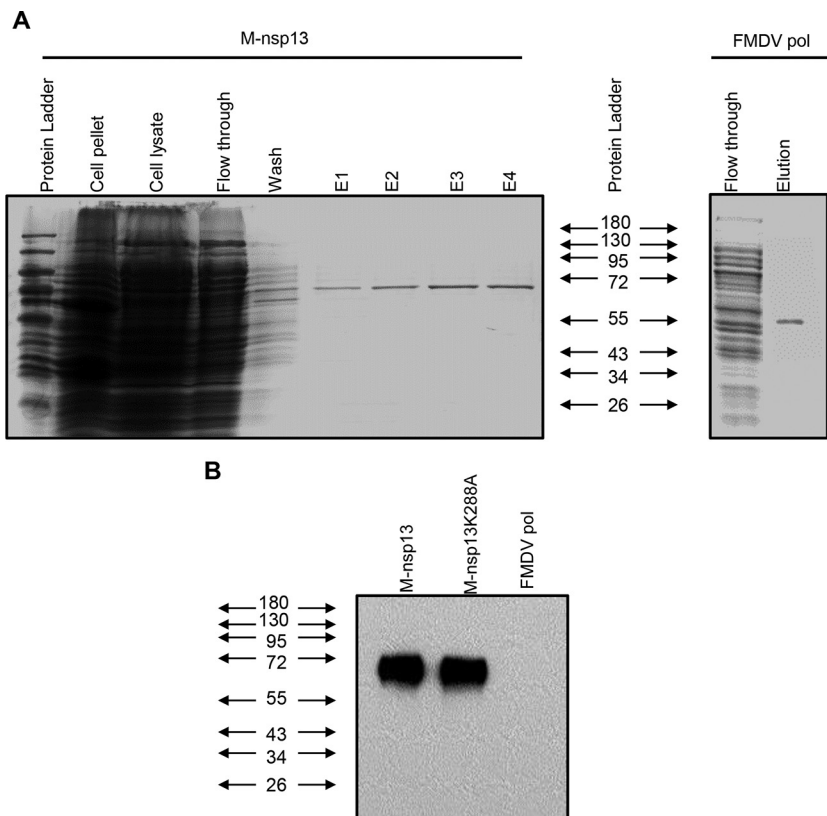 A
M-nsp13
FMDV pol
Protein Ladder
Cell pellet
Cell lysate
Flow through
Wash
E1
E2
E3
E4
Protein Ladder
Flow through
Elution
180
130
95
72
55
43
34
26
B
M-nsp13
M-nsp13K288A
FMDV pol
180
130
95
72
55
43
34
26